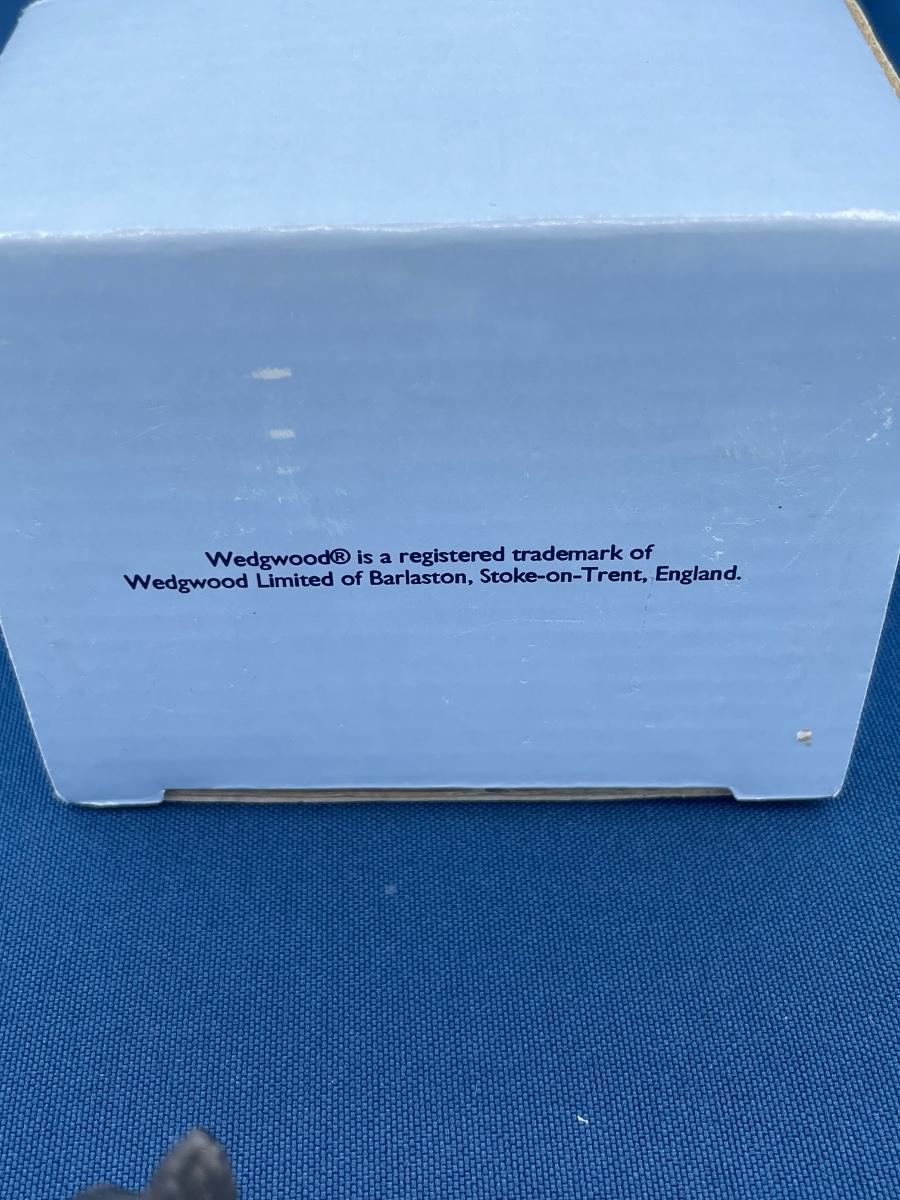 Wedgwood® is a registered trademark of
Wedgwood Limited of Barlaston, Stoke-on-Trent, England.